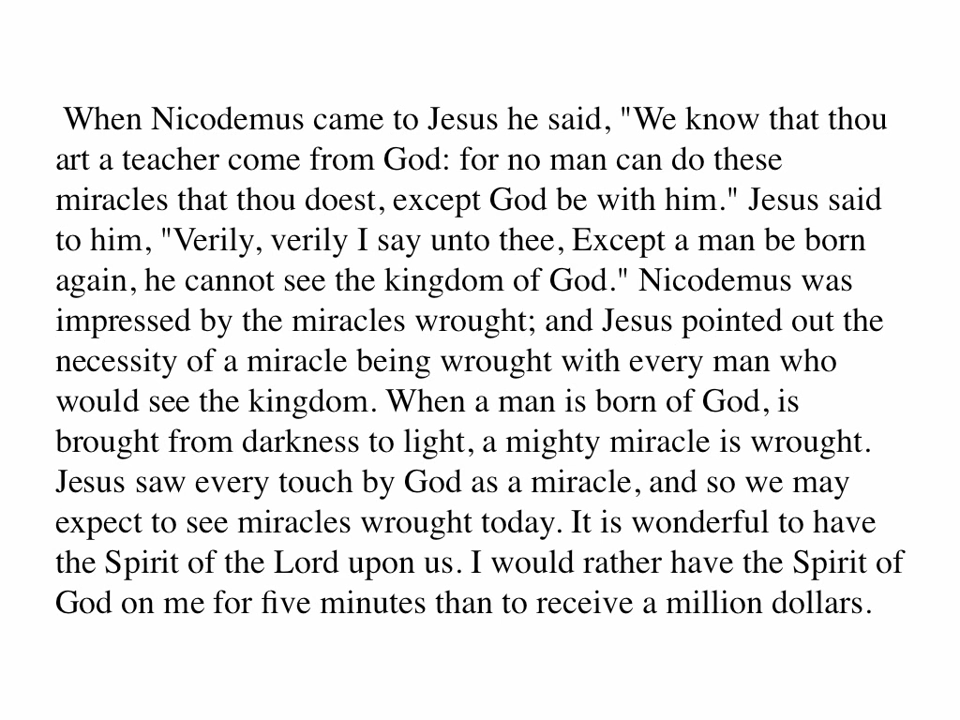 When Nicodemus came to Jesus he said, "We know that thou
art a teacher come from God: for no man can do these
miracles that thou doest, except God be with him." Jesus said
to him, "Verily, verily I say unto thee, Except a man be born
again, he cannot see the kingdom of God." Nicodemus was
impressed by the miracles wrought; and Jesus pointed out the
necessity of a miracle being wrought with every man who
would see the kingdom. When a man is born of God, is
brought from darkness to light, a mighty miracle is wrought.
Jesus saw every touch by God as a miracle, and so we may
expect to see miracles wrought today. It is wonderful to have
the Spirit of the Lord upon us. I would rather have the Spirit of
God on me for five minutes than to receive a million dollars.